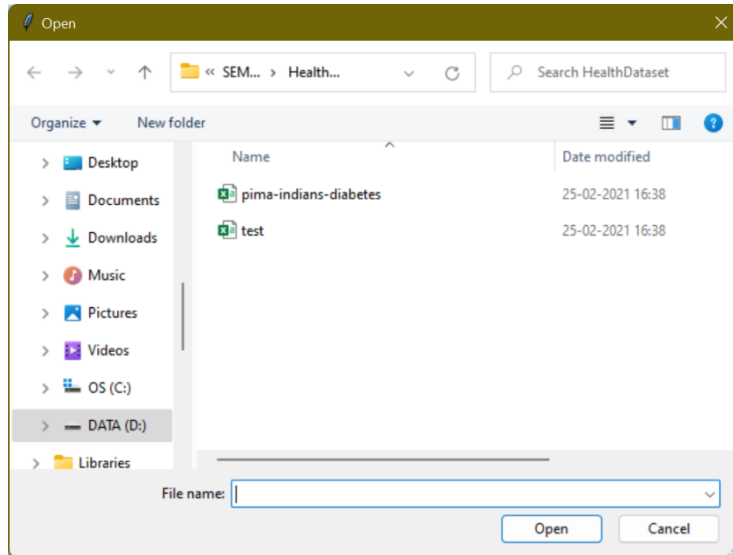 Open
« SEM... › Health...
Search HealthDataset
Organize New folder
Name Date modified
Desktop
Documents
Downloads
Music
Pictures
Videos
OS (C:)
DATA (D:)
Libraries
pima-indians-diabetes 25-02-2021 16:38
test 25-02-2021 16:38
File name:
Open Cancel